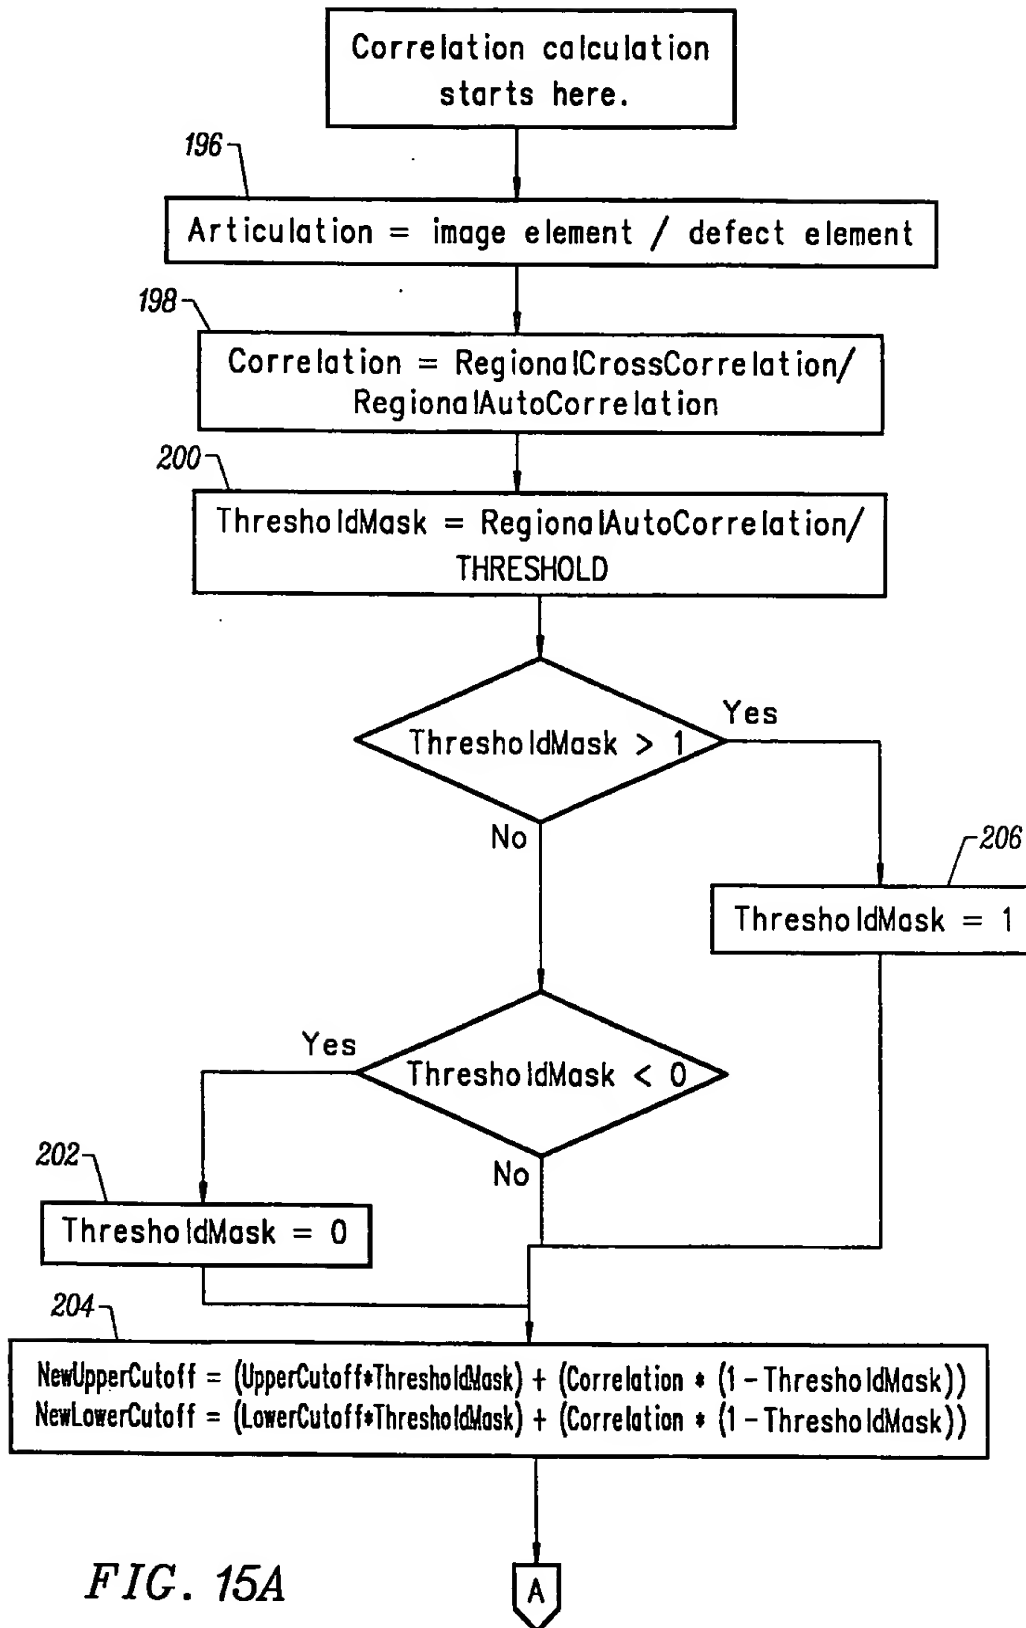 Correlation calculation
starts here.
196
Articulation = image element / defect element
198
Correlation = RegionalCrossCorrelation/
RegionalAutoCorrelation
200
ThresholdMask = RegionalAutoCorrelation/
THRESHOLD
ThresholdMask > 1
Yes
No
206
ThresholdMask = 1
ThresholdMask < 0
Yes
No
202
ThresholdMask = 0
204
NewUpperCutoff = (UpperCutoff*ThresholdMask) + (Correlation * (1 - ThresholdMask))
NewLowerCutoff = (LowerCutoff*ThresholdMask) + (Correlation * (1 - ThresholdMask))
A
FIG. 15A